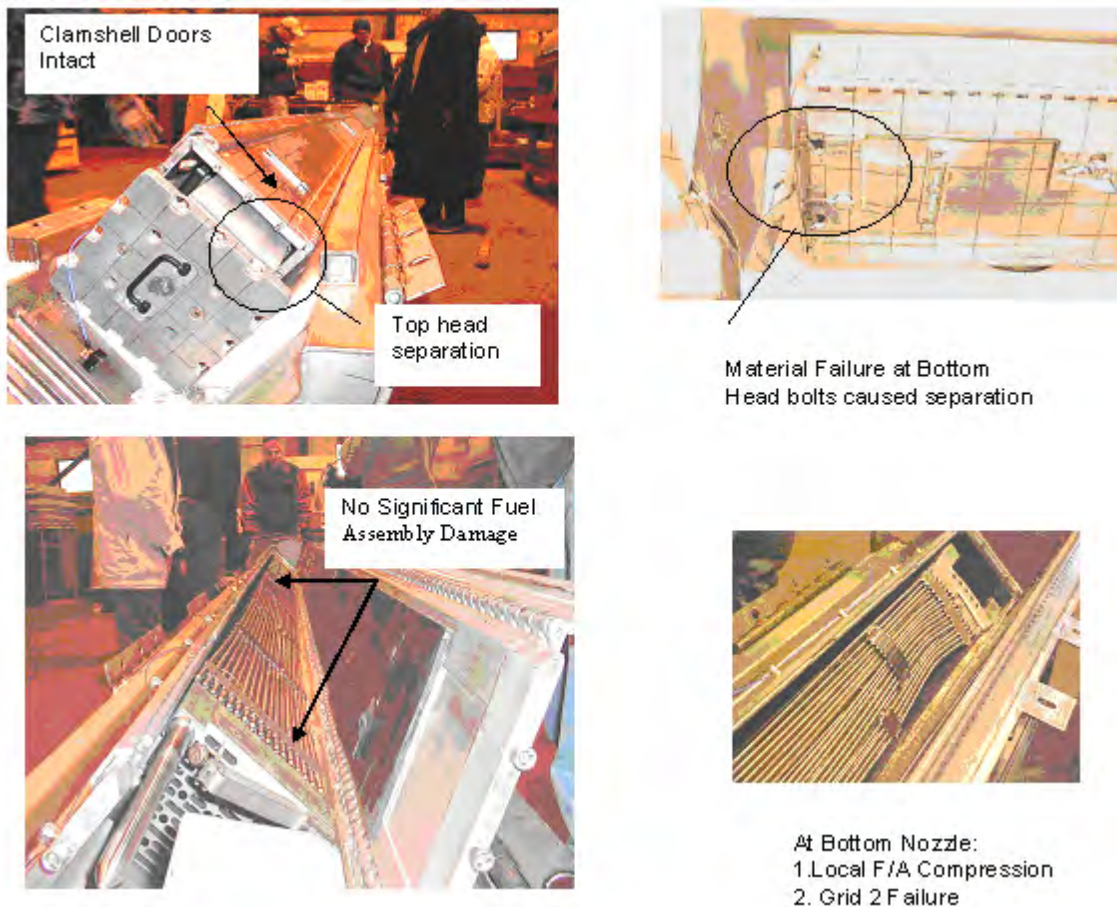 Clamshell Doors
Intact
Top head
separation
Material Failure at Bottom
Head bolts caused separation
No Significant Fuel
Assembly Damage
At Bottom Nozzle:
1.Local F/A Compression
2. Grid 2 Failure